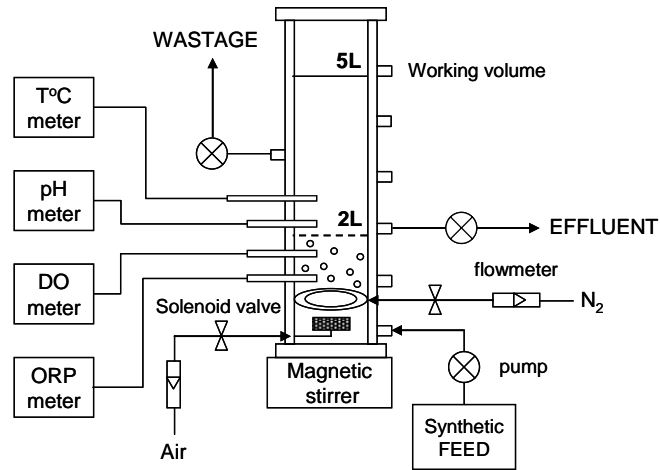 WASTAGE
5L
Working volume
TºC
meter
pH
meter
2L
EFFLUENT
DO
meter
flowmeter
Solenoid valve
N2
ORP
meter
Magnetic
stirrer
pump
Air
Synthetic
FEED